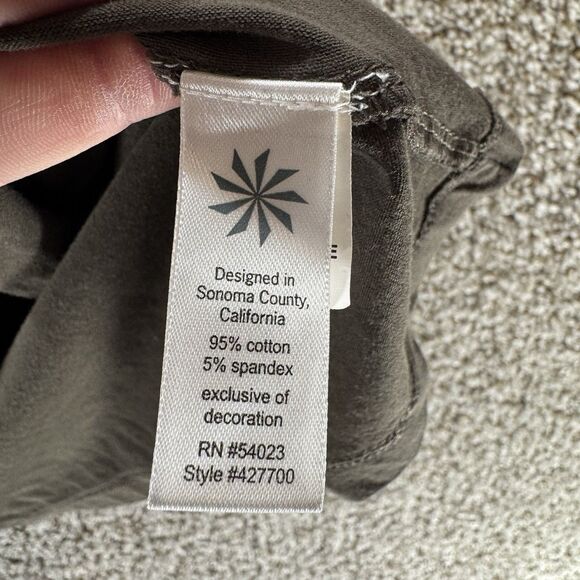 Designed in
Sonoma County,
California
95% cotton
5% spandex
exclusive of
decoration
RN #54023
Style #427700